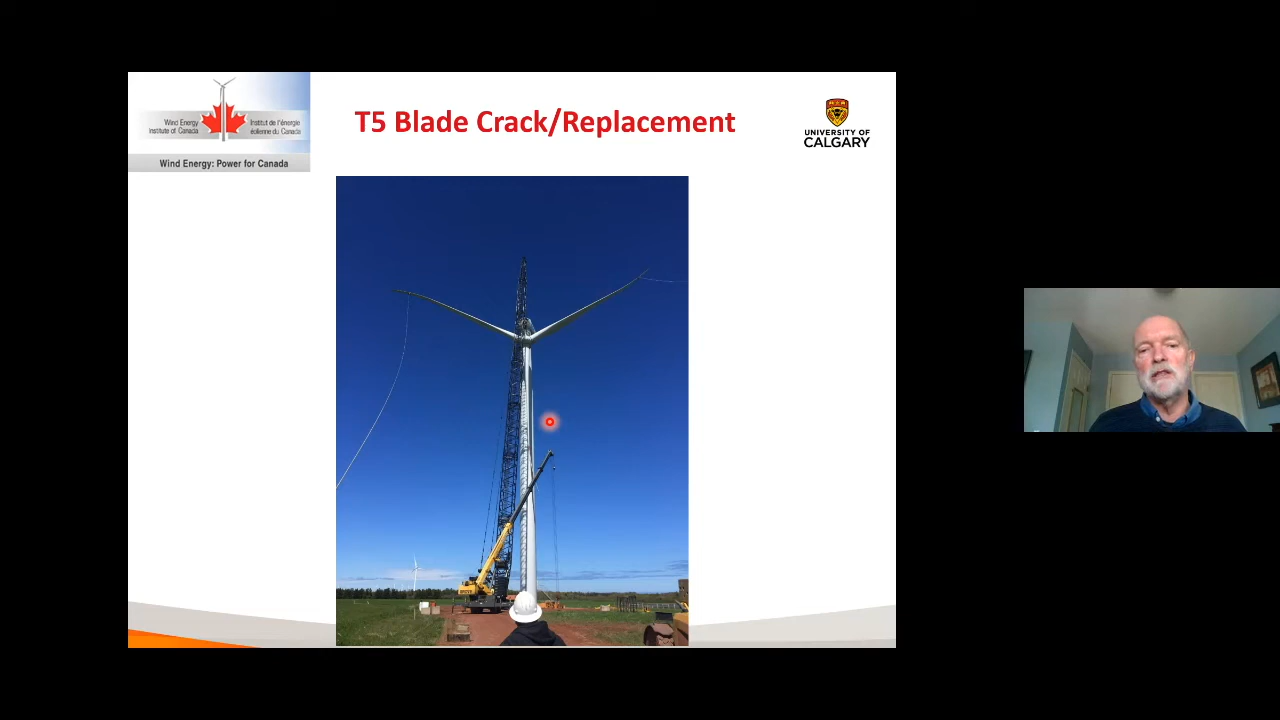 Wind Energy
Institute of Canada
Institut de l'énergie
éolienne du Canada
Wind Energy: Power for Canada
T5 Blade Crack/Replacement
UNIVERSITY OF
CALGARY